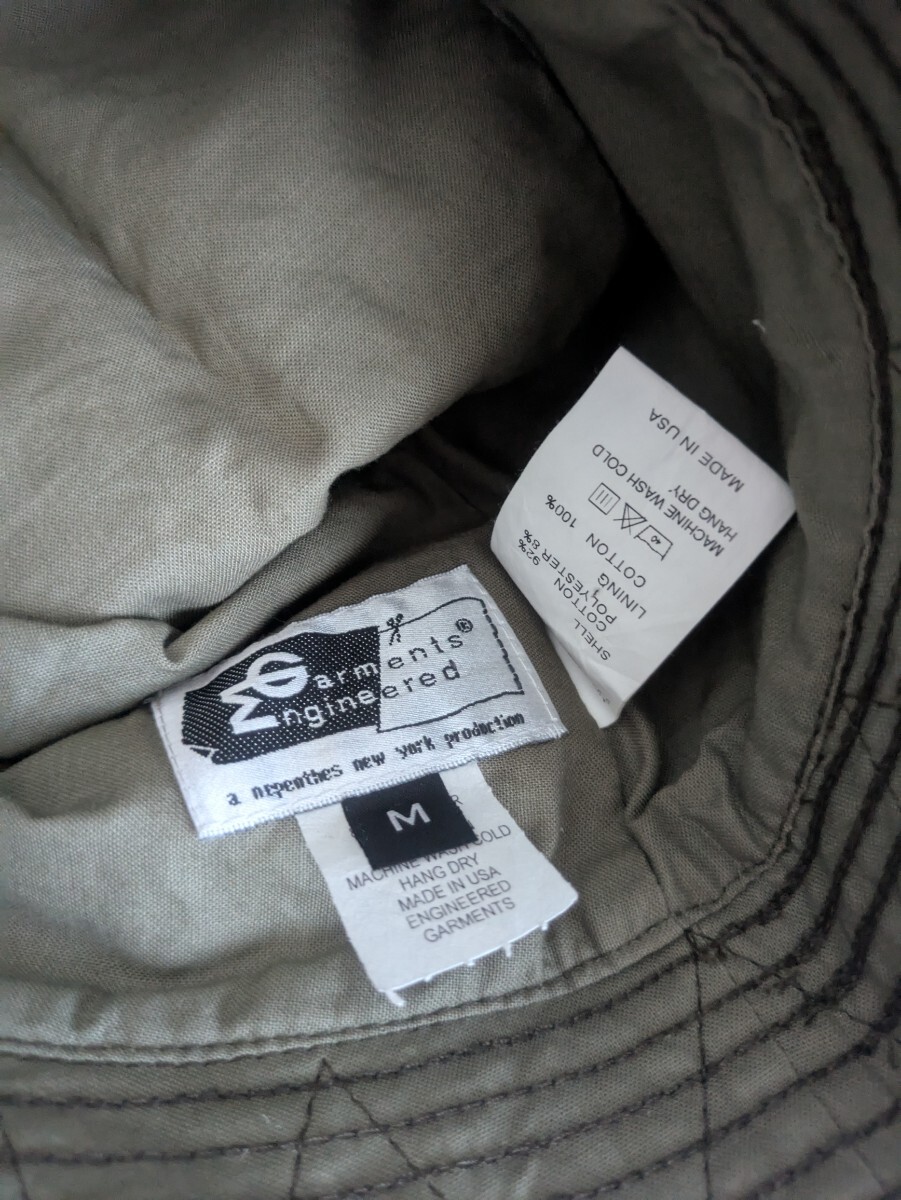 Garments®
Engineered
a nepenthes new york production
M
MACHINE WASH COLD
HANG DRY
MADE IN USA
ENGINEERED
GARMENTS
SHELL
COTTON 92%
POLYESTER 8%
LINING
COTTON 100%
MACHINE WASH COLD
HANG DRY
MADE IN USA